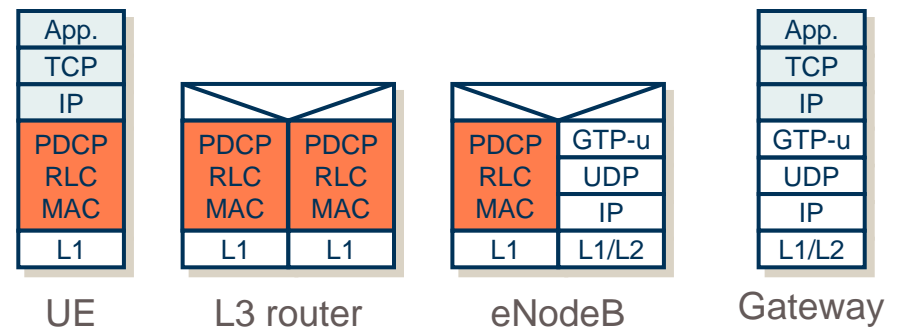 App.
TCP
IP
PDCP
RLC
MAC
L1
UE
PDCP
RLC
MAC
L1
PDCP
RLC
MAC
L1
L3 router
PDCP
RLC
MAC
L1
GTP-u
UDP
IP
L1/L2
eNodeB
App.
TCP
IP
GTP-u
UDP
IP
L1/L2
Gateway